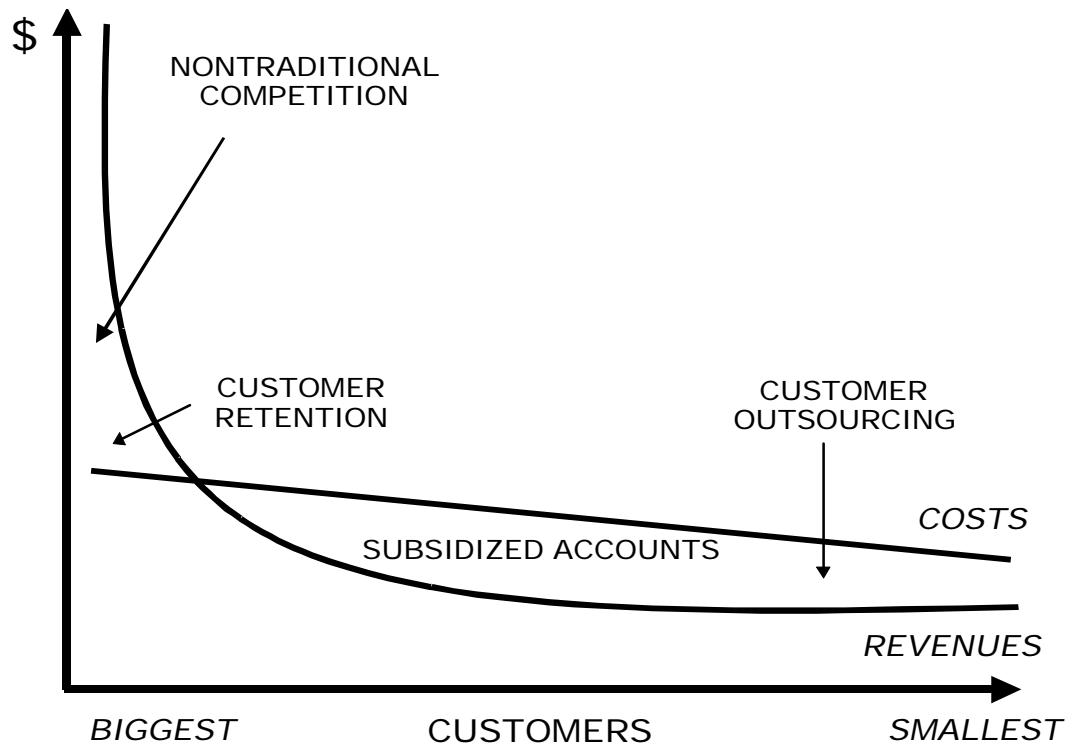 $
NONTRADITIONAL
COMPETITION
CUSTOMER
RETENTION
CUSTOMER
OUTSOURCING
COSTS
SUBSIDIZED ACCOUNTS
REVENUES
BIGGEST
CUSTOMERS
SMALLEST